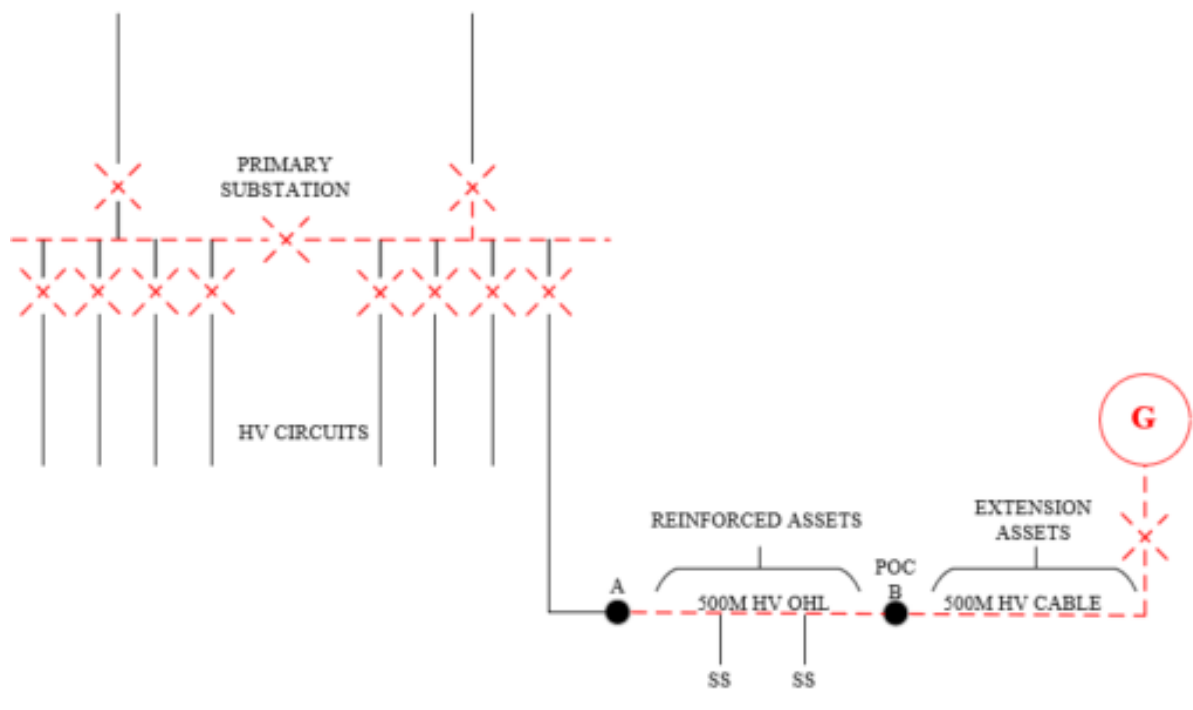 PRIMARY
SUBSTATION
HV CIRCUITS
G
REINFORCED ASSETS
EXTENSION
ASSETS
A
POC
B
500M HV OHL
500M HV CABLE
SS
SS